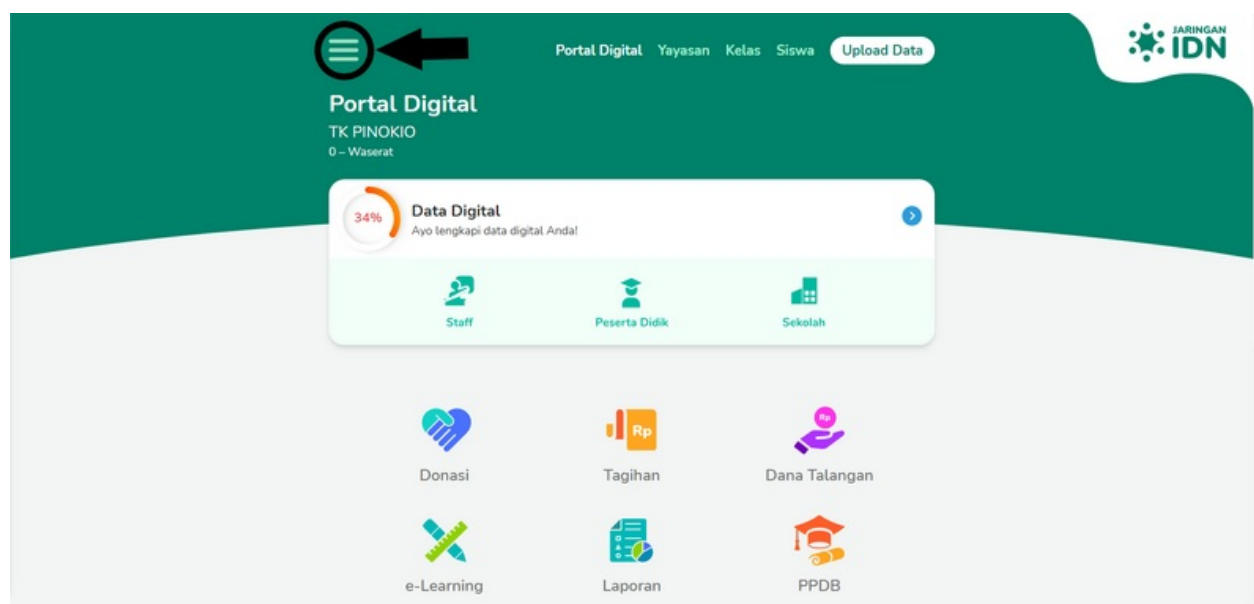 Portal Digital Yayasan Kelas Siswa Upload Data
JARINGAN
IDN
Portal Digital
TK PINOKIO
0 – Waserat
34%
Data Digital
Ayo lengkapi data digital Anda!
Staff Peserta Didik Sekolah
Rp Rp
Donasi Tagihan Dana Talangan
e-Learning Laporan PPDB